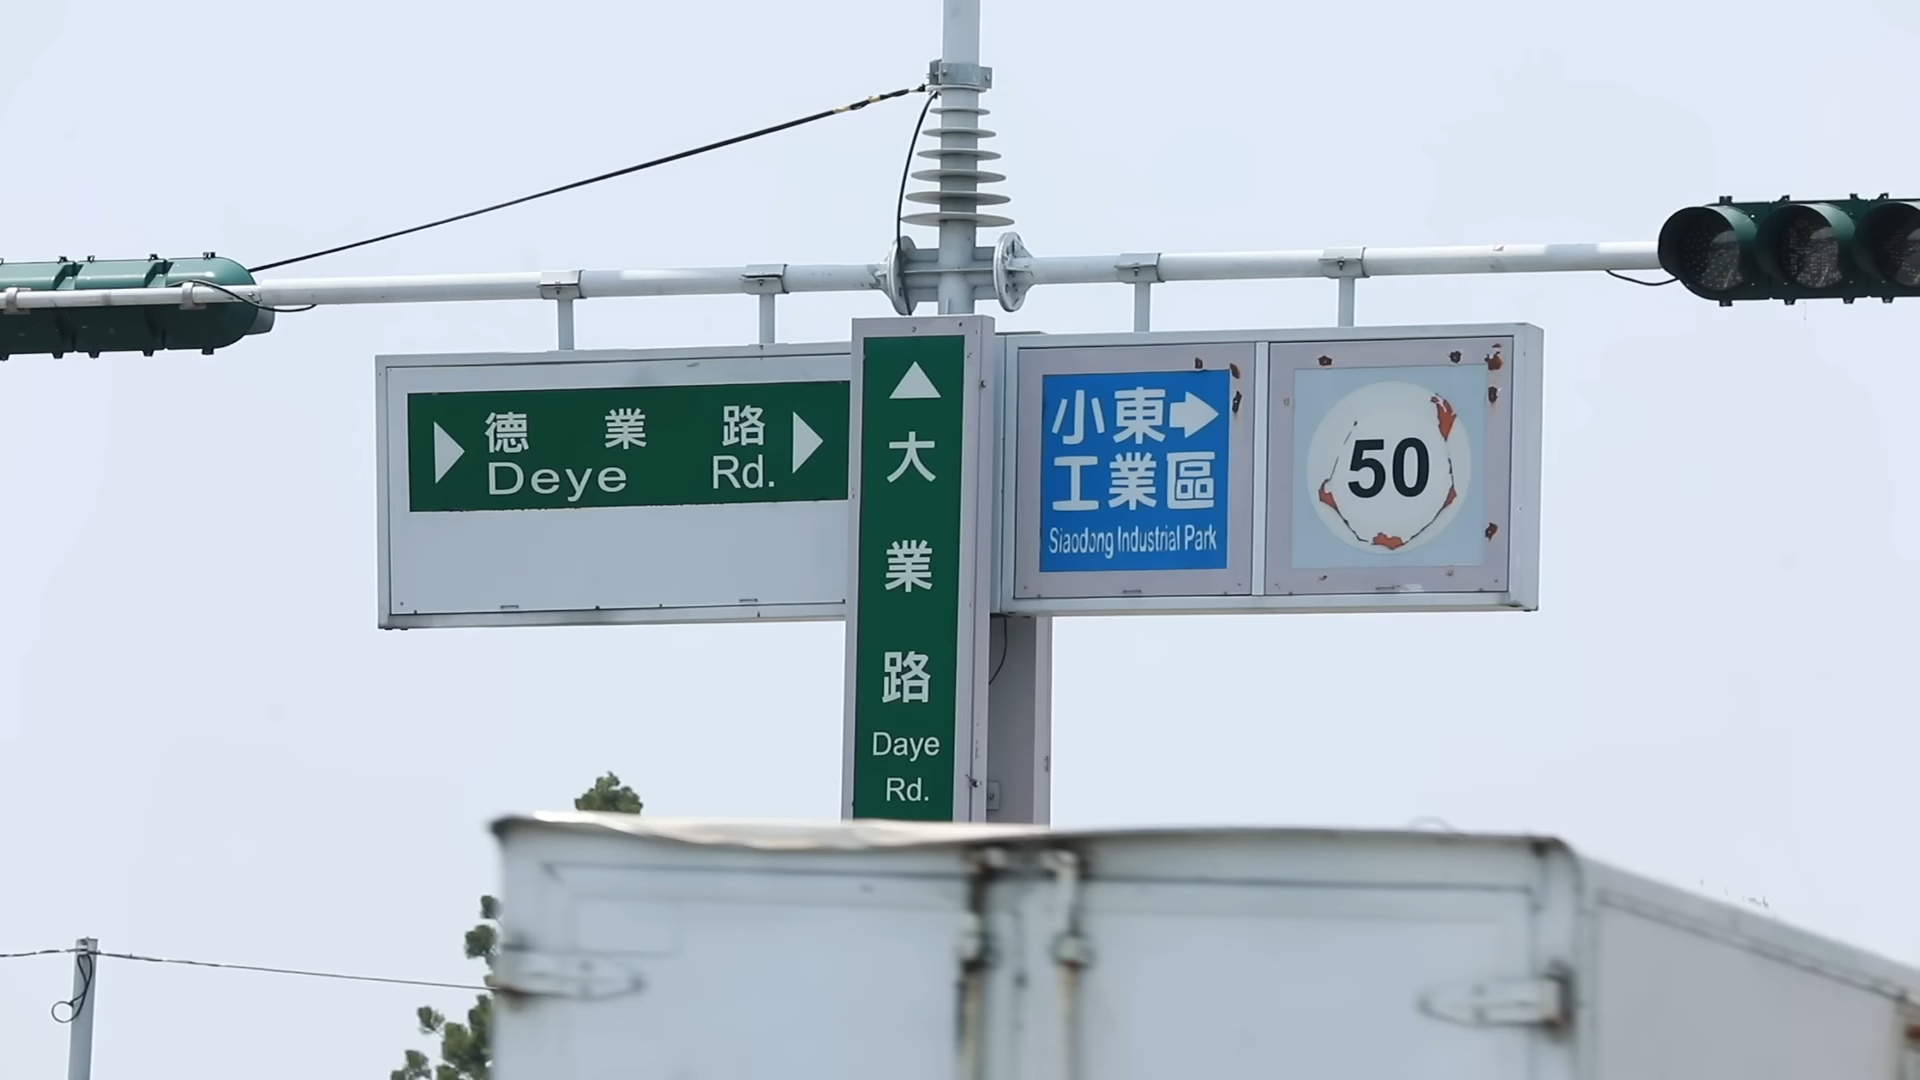 德業路
Deye Rd.
大業路
Daye
Rd.
小東
工業區
Siaodong Industrial Park
50